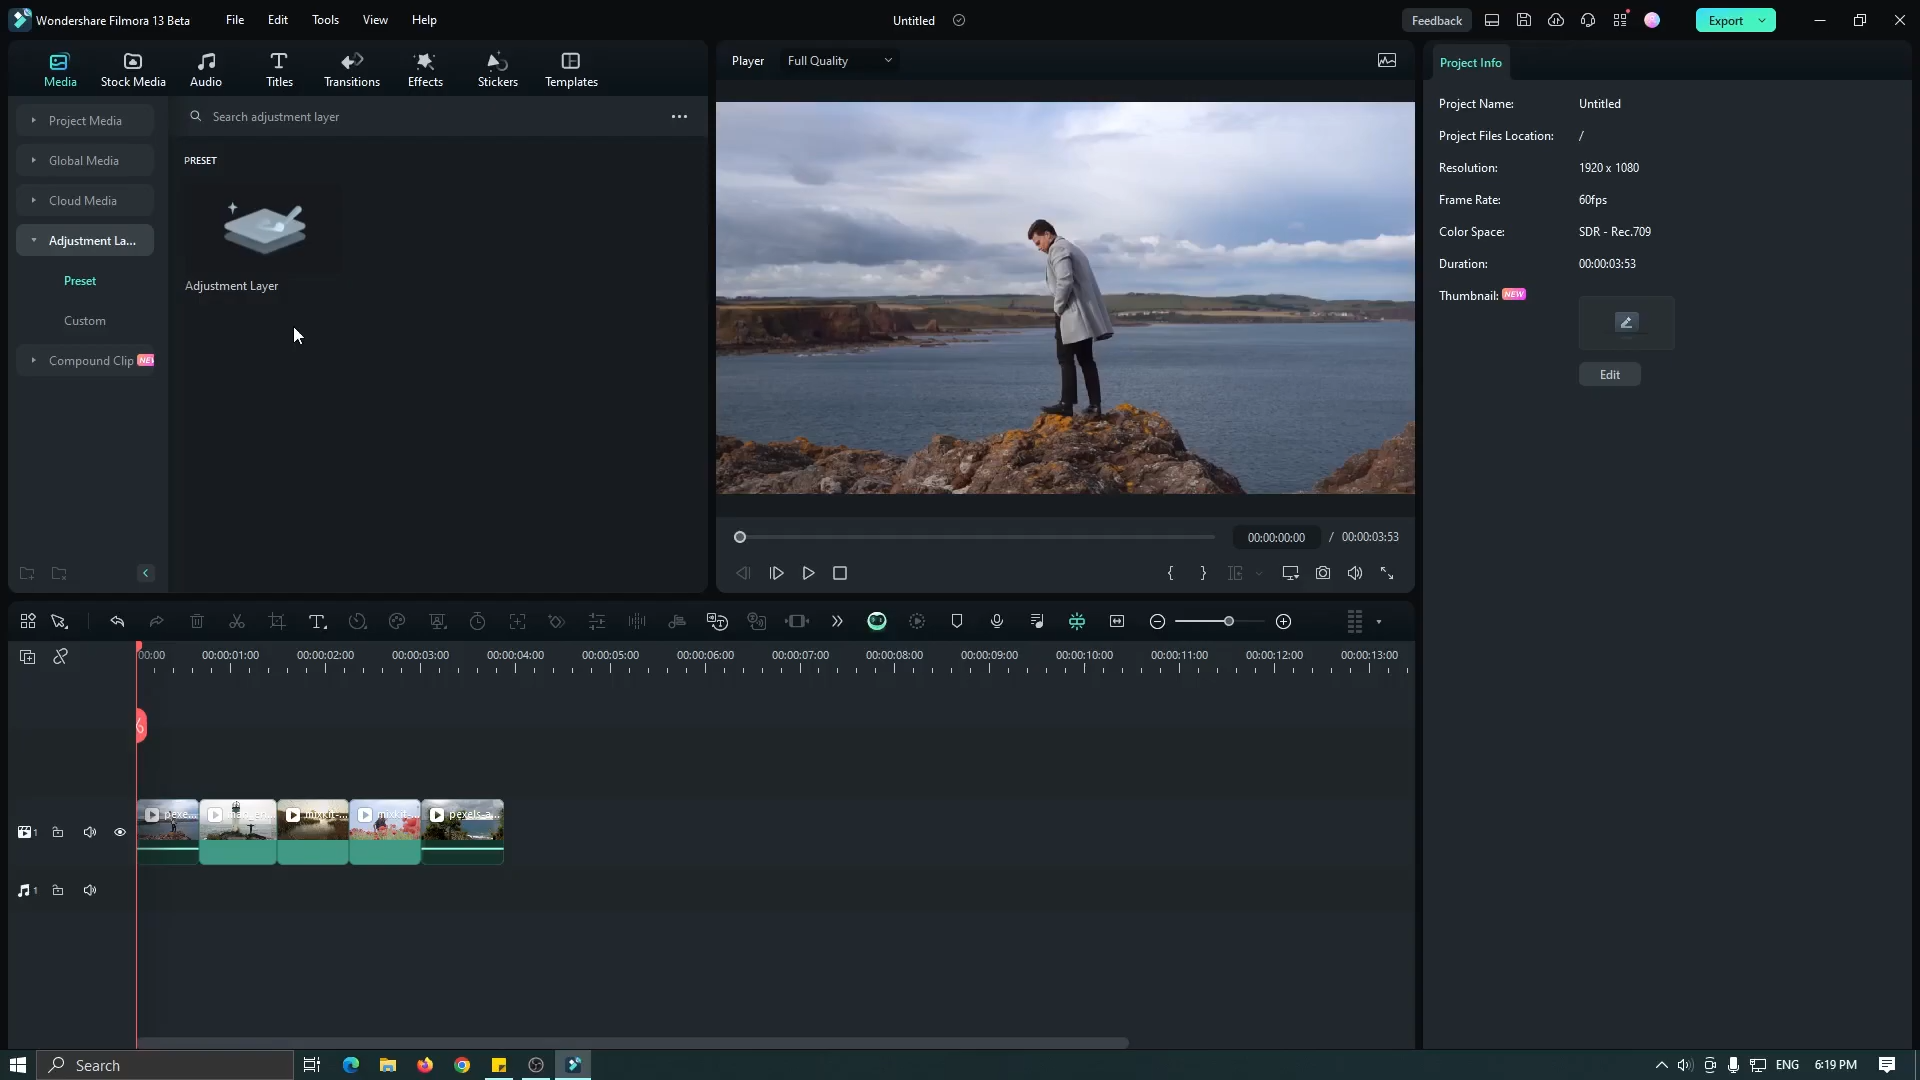 Wondershare Filmora 13 Beta
File
Edit
Tools
View
Help
Untitled
Feedback
Export
Media
Stock Media
Audio
Titles
Transitions
Effects
Stickers
Templates
Player
Full Quality
Project Info
Project Media
Global Media
Cloud Media
Adjustment La...
Preset
Custom
Compound Clip
Search adjustment layer
PRESET
Adjustment Layer
Project Name:
Untitled
Project Files Location:
/
Resolution:
1920 x 1080
Frame Rate:
60fps
Color Space:
SDR - Rec.709
Duration:
00:00:03:53
Thumbnail:
NEW
Edit
00:00:00:00
/
00:00:03:53
00:00
00:00:01:00
00:00:02:00
00:00:03:00
00:00:04:00
00:00:05:00
00:00:06:00
00:00:07:00
00:00:08:00
00:00:09:00
00:00:10:00
00:00:11:00
00:00:12:00
00:00:13:00
pexe...
mixkit-...
mixkit-...
pexels-a...
1
1
Search
ENG
6:19 PM